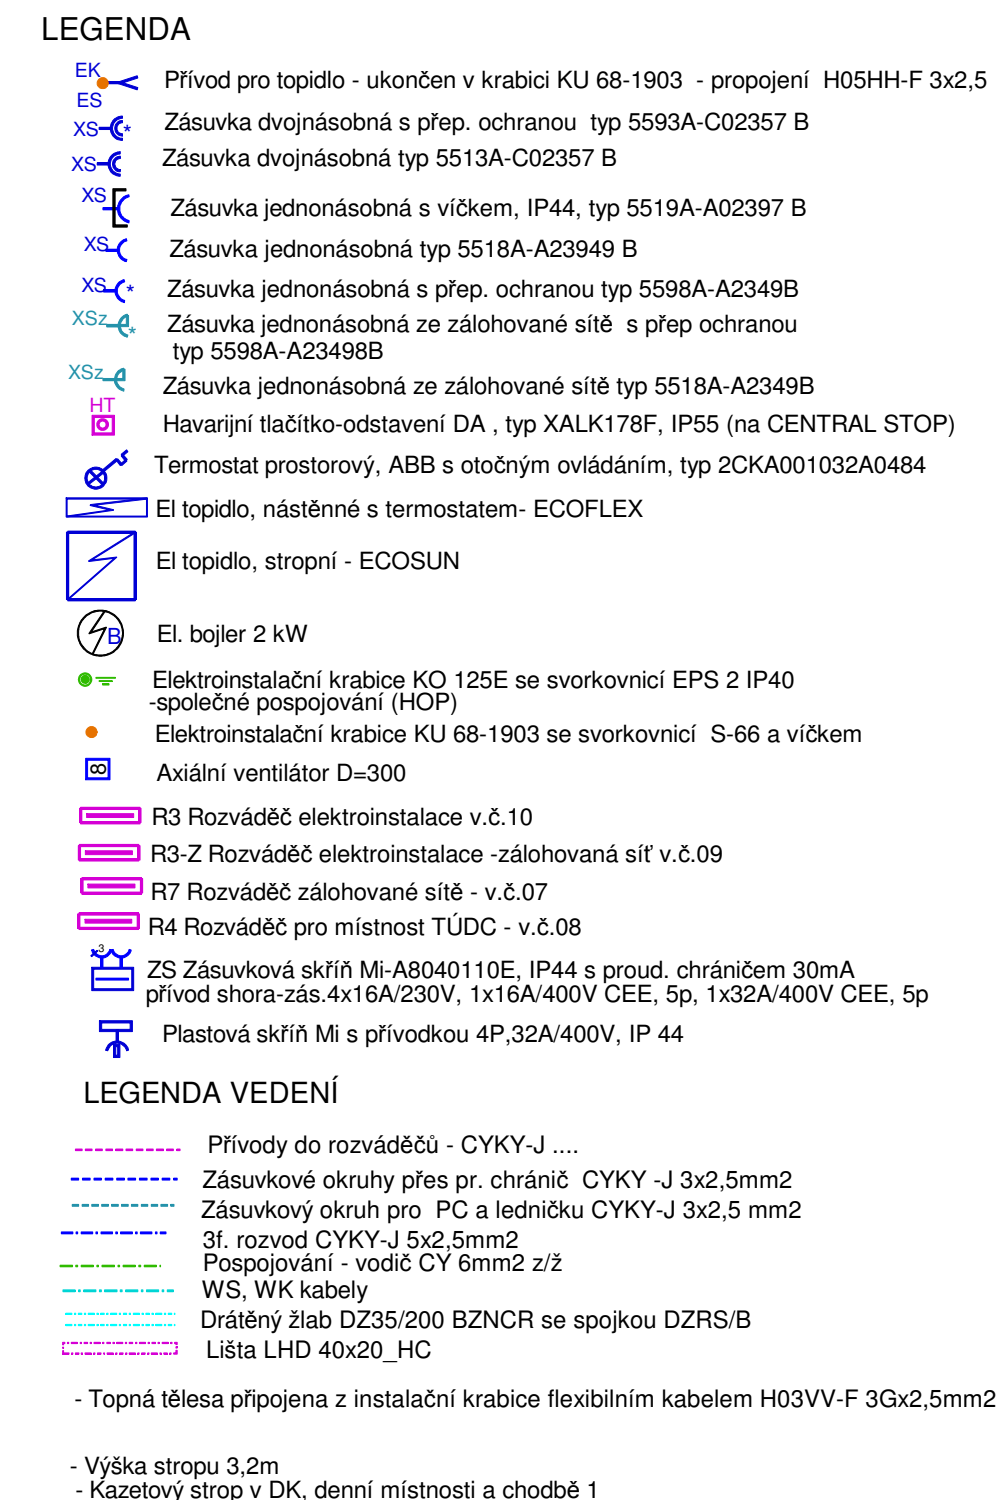 LEGENDA
EK
Přívod pro topidlo - ukončen v krabici KU 68-1903 - propojení H05HH-F 3x2,5
ES
XS * Zásuvka dvojnásobná s přep. ochranou typ 5593A-C02357 B
XS Zásuvka dvojnásobná typ 5513A-C02357 B
XS Zásuvka jednonásobná s víčkem, IP44, typ 5519A-A02397 B
XS Zásuvka jednonásobná typ 5518A-A23949 B
XS * Zásuvka jednonásobná s přep. ochranou typ 5598A-A2349B
XSz * Zásuvka jednonásobná ze zálohované sítě s přep ochranou
typ 5598A-A23498B
XSz Zásuvka jednonásobná ze zálohované sítě typ 5518A-A2349B
HT
Havarijní tlačítko-odstavení DA , typ XALK178F, IP55 (na CENTRAL STOP)
Termostat prostorový, ABB s otočným ovládáním, typ 2CKA001032A0484
El topidlo, nástěnné s termostatem- ECOFLEX
El topidlo, stropní - ECOSUN
B El. bojler 2 kW
Elektroinstalační krabice KO 125E se svorkovnicí EPS 2 IP40
-společné pospojování (HOP)
Elektroinstalační krabice KU 68-1903 se svorkovnicí S-66 a víčkem
8 Axiální ventilátor D=300
R3 Rozváděč elektroinstalace v.č.10
R3-Z Rozváděč elektroinstalace -zálohovaná síť v.č.09
R7 Rozváděč zálohované sítě - v.č.07
R4 Rozváděč pro místnost TÚDC - v.č.08
x3
ZS Zásuvková skříň Mi-A8040110E, IP44 s proud. chráničem 30mA
přívod shora-zás.4x16A/230V, 1x16A/400V CEE, 5p, 1x32A/400V CEE, 5p
Plastová skříň Mi s přívodkou 4P,32A/400V, IP 44
LEGENDA VEDENÍ
Přívody do rozváděčů - CYKY-J ....
Zásuvkové okruhy přes pr. chránič CYKY -J 3x2,5mm2
Zásuvkový okruh pro PC a ledničku CYKY-J 3x2,5 mm2
3f. rozvod CYKY-J 5x2,5mm2
Pospojování - vodič CY 6mm2 z/ž
WS, WK kabely
Drátěný žlab DZ35/200 BZNCR se spojkou DZRS/B
Lišta LHD 40x20_HC
- Topná tělesa připojena z instalační krabice flexibilním kabelem H03VV-F 3Gx2,5mm2
- Výška stropu 3,2m
- Kazetový strop v DK, denní místnosti a chodbě 1